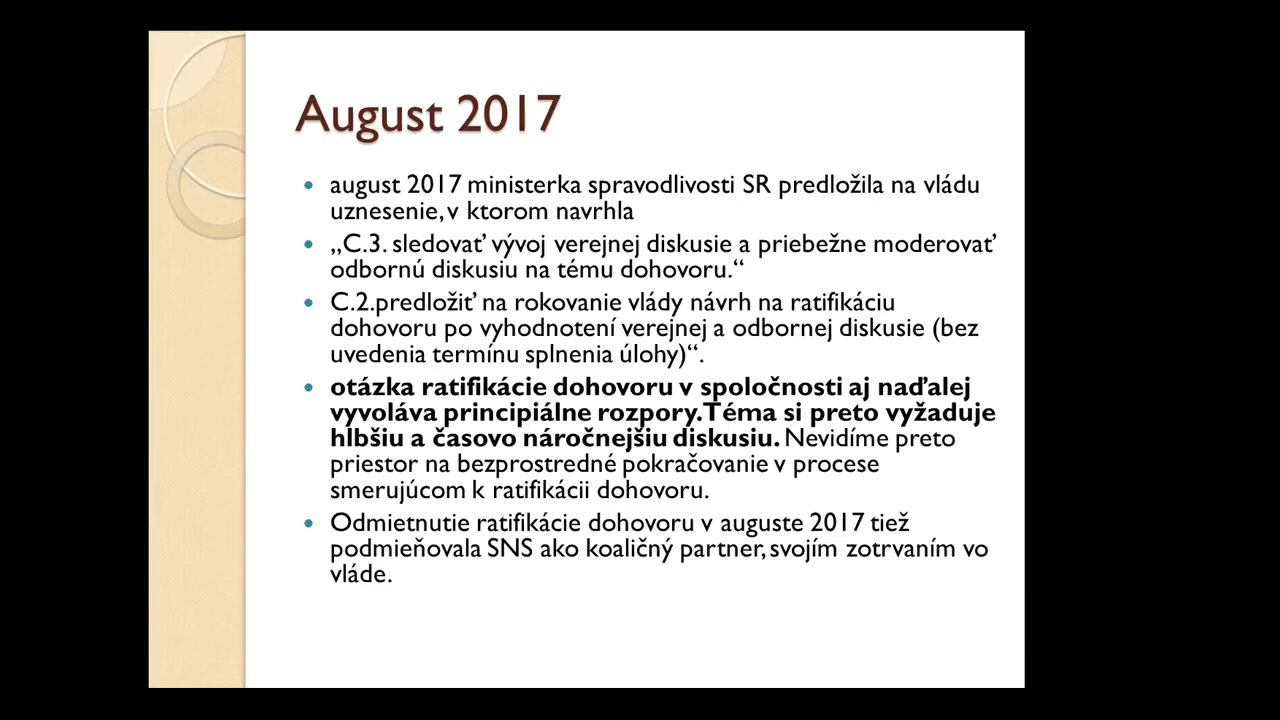 August 2017
august 2017 ministerka spravodlivosti SR predložila na vládu
uznesenie, v ktorom navrhla
„C.3. sledovať vývoj verejnej diskusie a priebežne moderovať
odbornú diskusiu na tému dohovoru.“
C.2.predložiť na rokovanie vlády návrh na ratifikáciu
dohovoru po vyhodnotení verejnej a odbornej diskusie (bez
uvedenia termínu splnenia úlohy)“.
otázka ratifikácie dohovoru v spoločnosti aj naďalej
vyvoláva principiálne rozpory. Téma si preto vyžaduje
hlbšiu a časovo náročnejšiu diskusiu. Nevidíme preto
priestor na bezprostredné pokračovanie v procese
smerujúcom k ratifikácii dohovoru.
Odmietnutie ratifikácie dohovoru v auguste 2017 tiež
podmieňovala SNS ako koaličný partner, svojím zotrvaním vo
vláde.